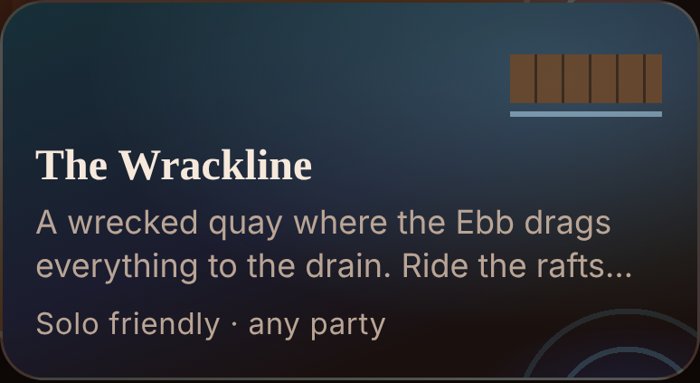 The Wrackline
A wrecked quay where the Ebb drags
everything to the drain. Ride the rafts...
Solo friendly · any party